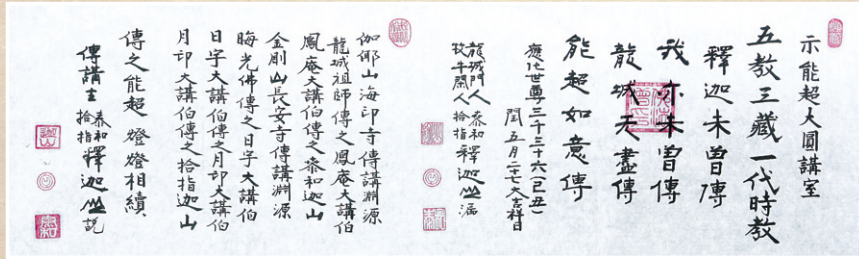 示能超大圓講室
五教三藏一代時教
釋迦未曾傳
我亦未曾傳
龍城无盡傳
能超如意傳
應化世尊三千三十六(己丑)
閏五月二十七大吉祥日
龍城門人 泰和
牧牛閑人 拾指 釋迦山
伽倻山海印寺傳講淵源
龍城祖師傳之鳳庵大講伯
鳳庵大講伯傳之泰和迦山
金剛山長安寺傳講淵源
晦光佛傳之日字大講伯
日字大講伯傳之月印大講伯
月印大講伯傳之拾指迦山
傳之能超 燈燈相續
傳講主 泰和 拾指 釋迦山 説